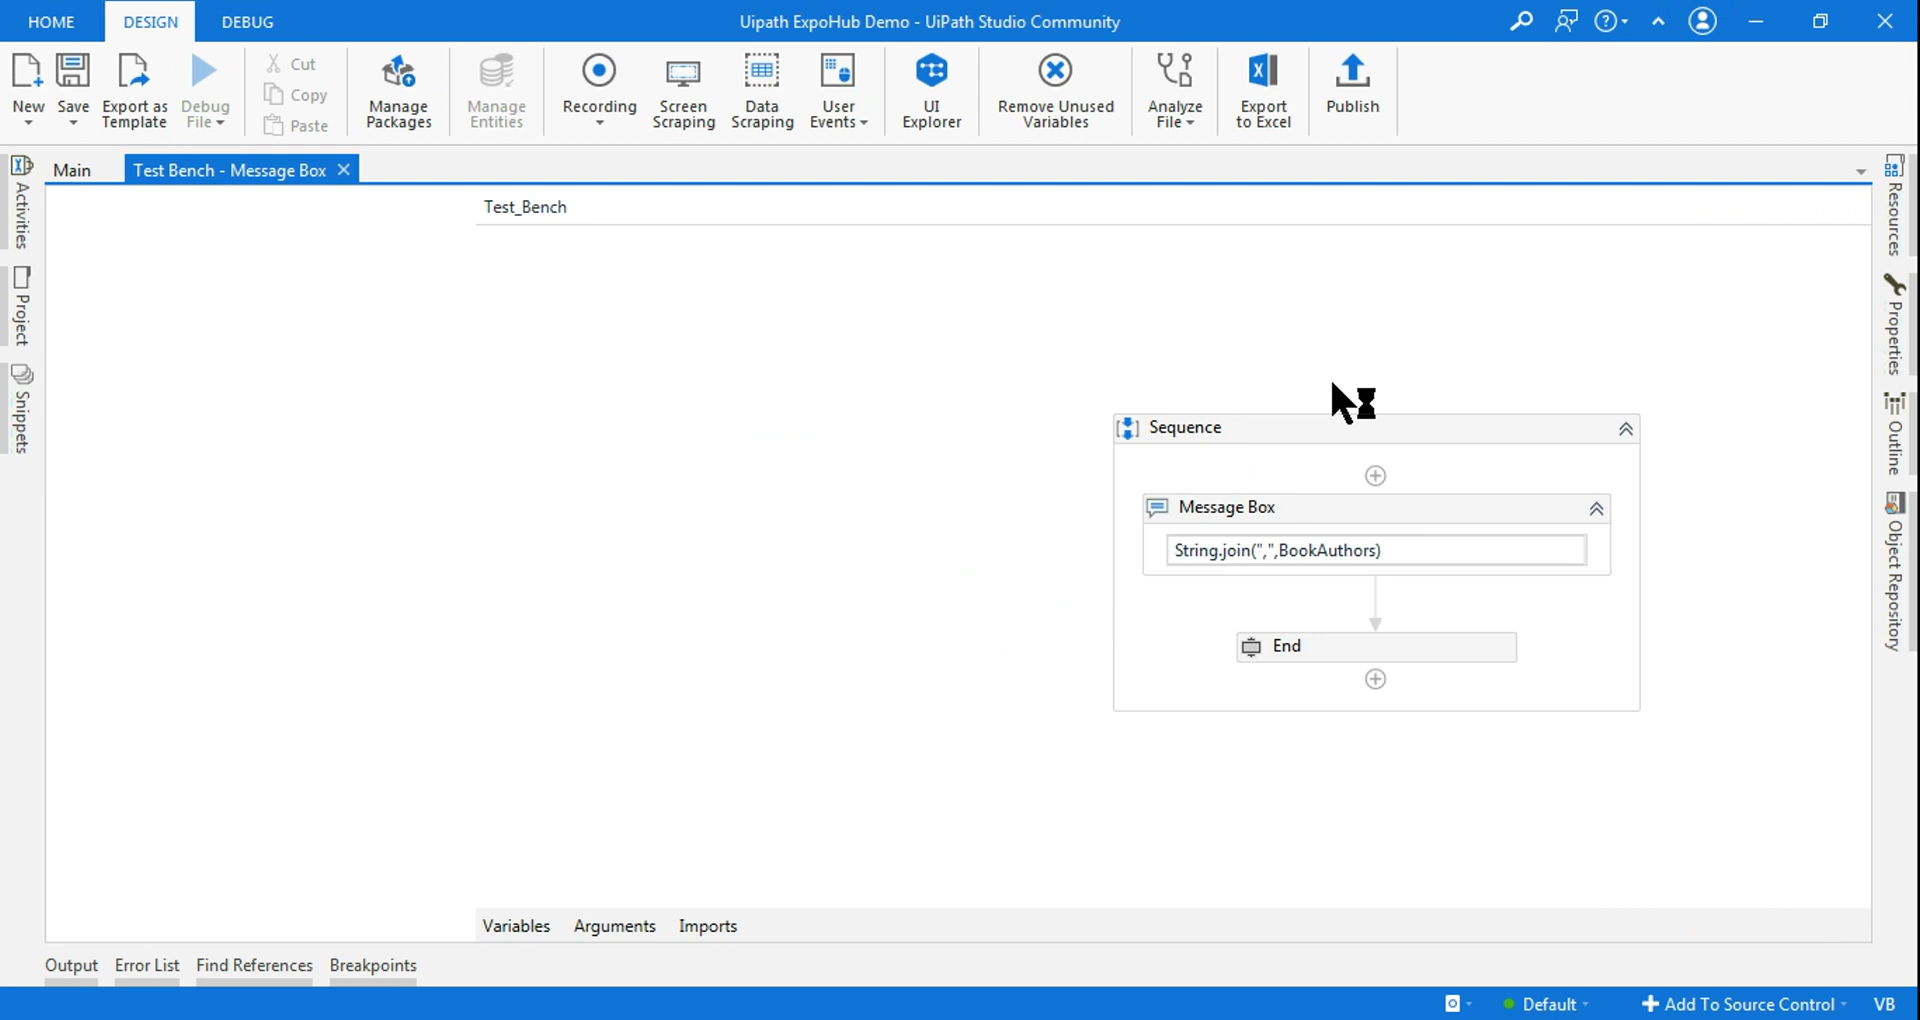 HOME DESIGN DEBUG Uipath ExpoHub Demo - UiPath Studio Community
New Save Export as Template Debug File Cut Copy Paste Manage Packages Manage Entities Recording Screen Scraping Data Scraping User Events UI Explorer Remove Unused Variables Analyze File Export to Excel Publish
Main Test Bench - Message Box
Activities
Project
Snippets
Test_Bench
Sequence
Message Box
String.join(",",BookAuthors)
End
Resources
Properties
Outline
Object Repository
Variables Arguments Imports
Output Error List Find References Breakpoints
Default Add To Source Control VB